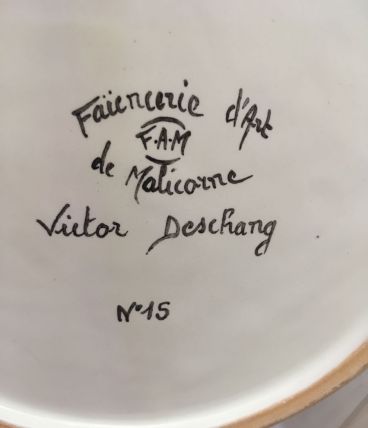 Faïencerie d'Art
F.A.M
de Malicorne
Victor Deschang
N°15